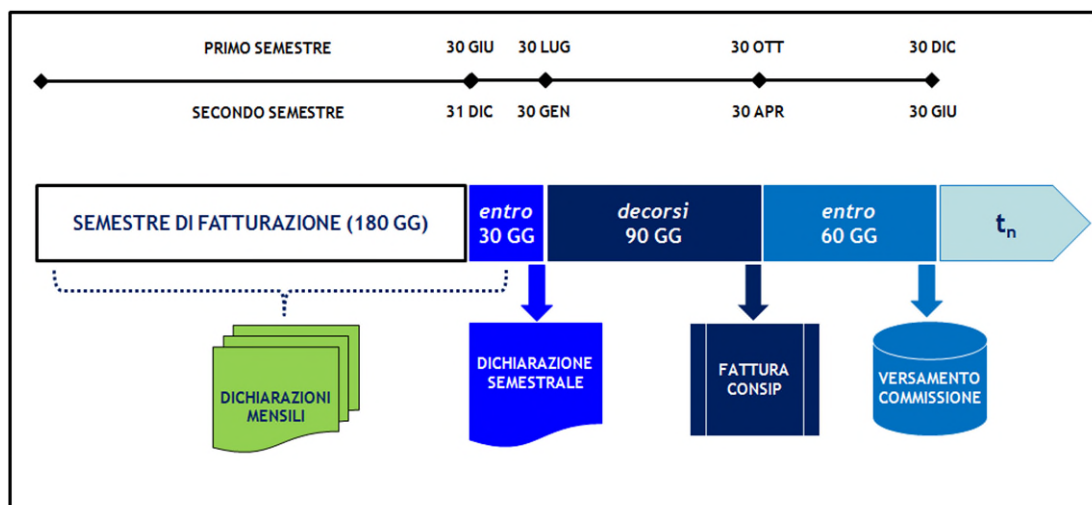 PRIMO SEMESTRE
30 GIU
30 LUG
30 OTT
30 DIC
SECONDO SEMESTRE
31 DIC
30 GEN
30 APR
30 GIU
SEMESTRE DI FATTURAZIONE (180 GG)
entro
30 GG
decorsi
90 GG
entro
60 GG
tn
DICHIARAZIONI
MENSILI
DICHIARAZIONE
SEMESTRALE
FATTURA
CONSIP
VERSAMENTO
COMMISSIONE